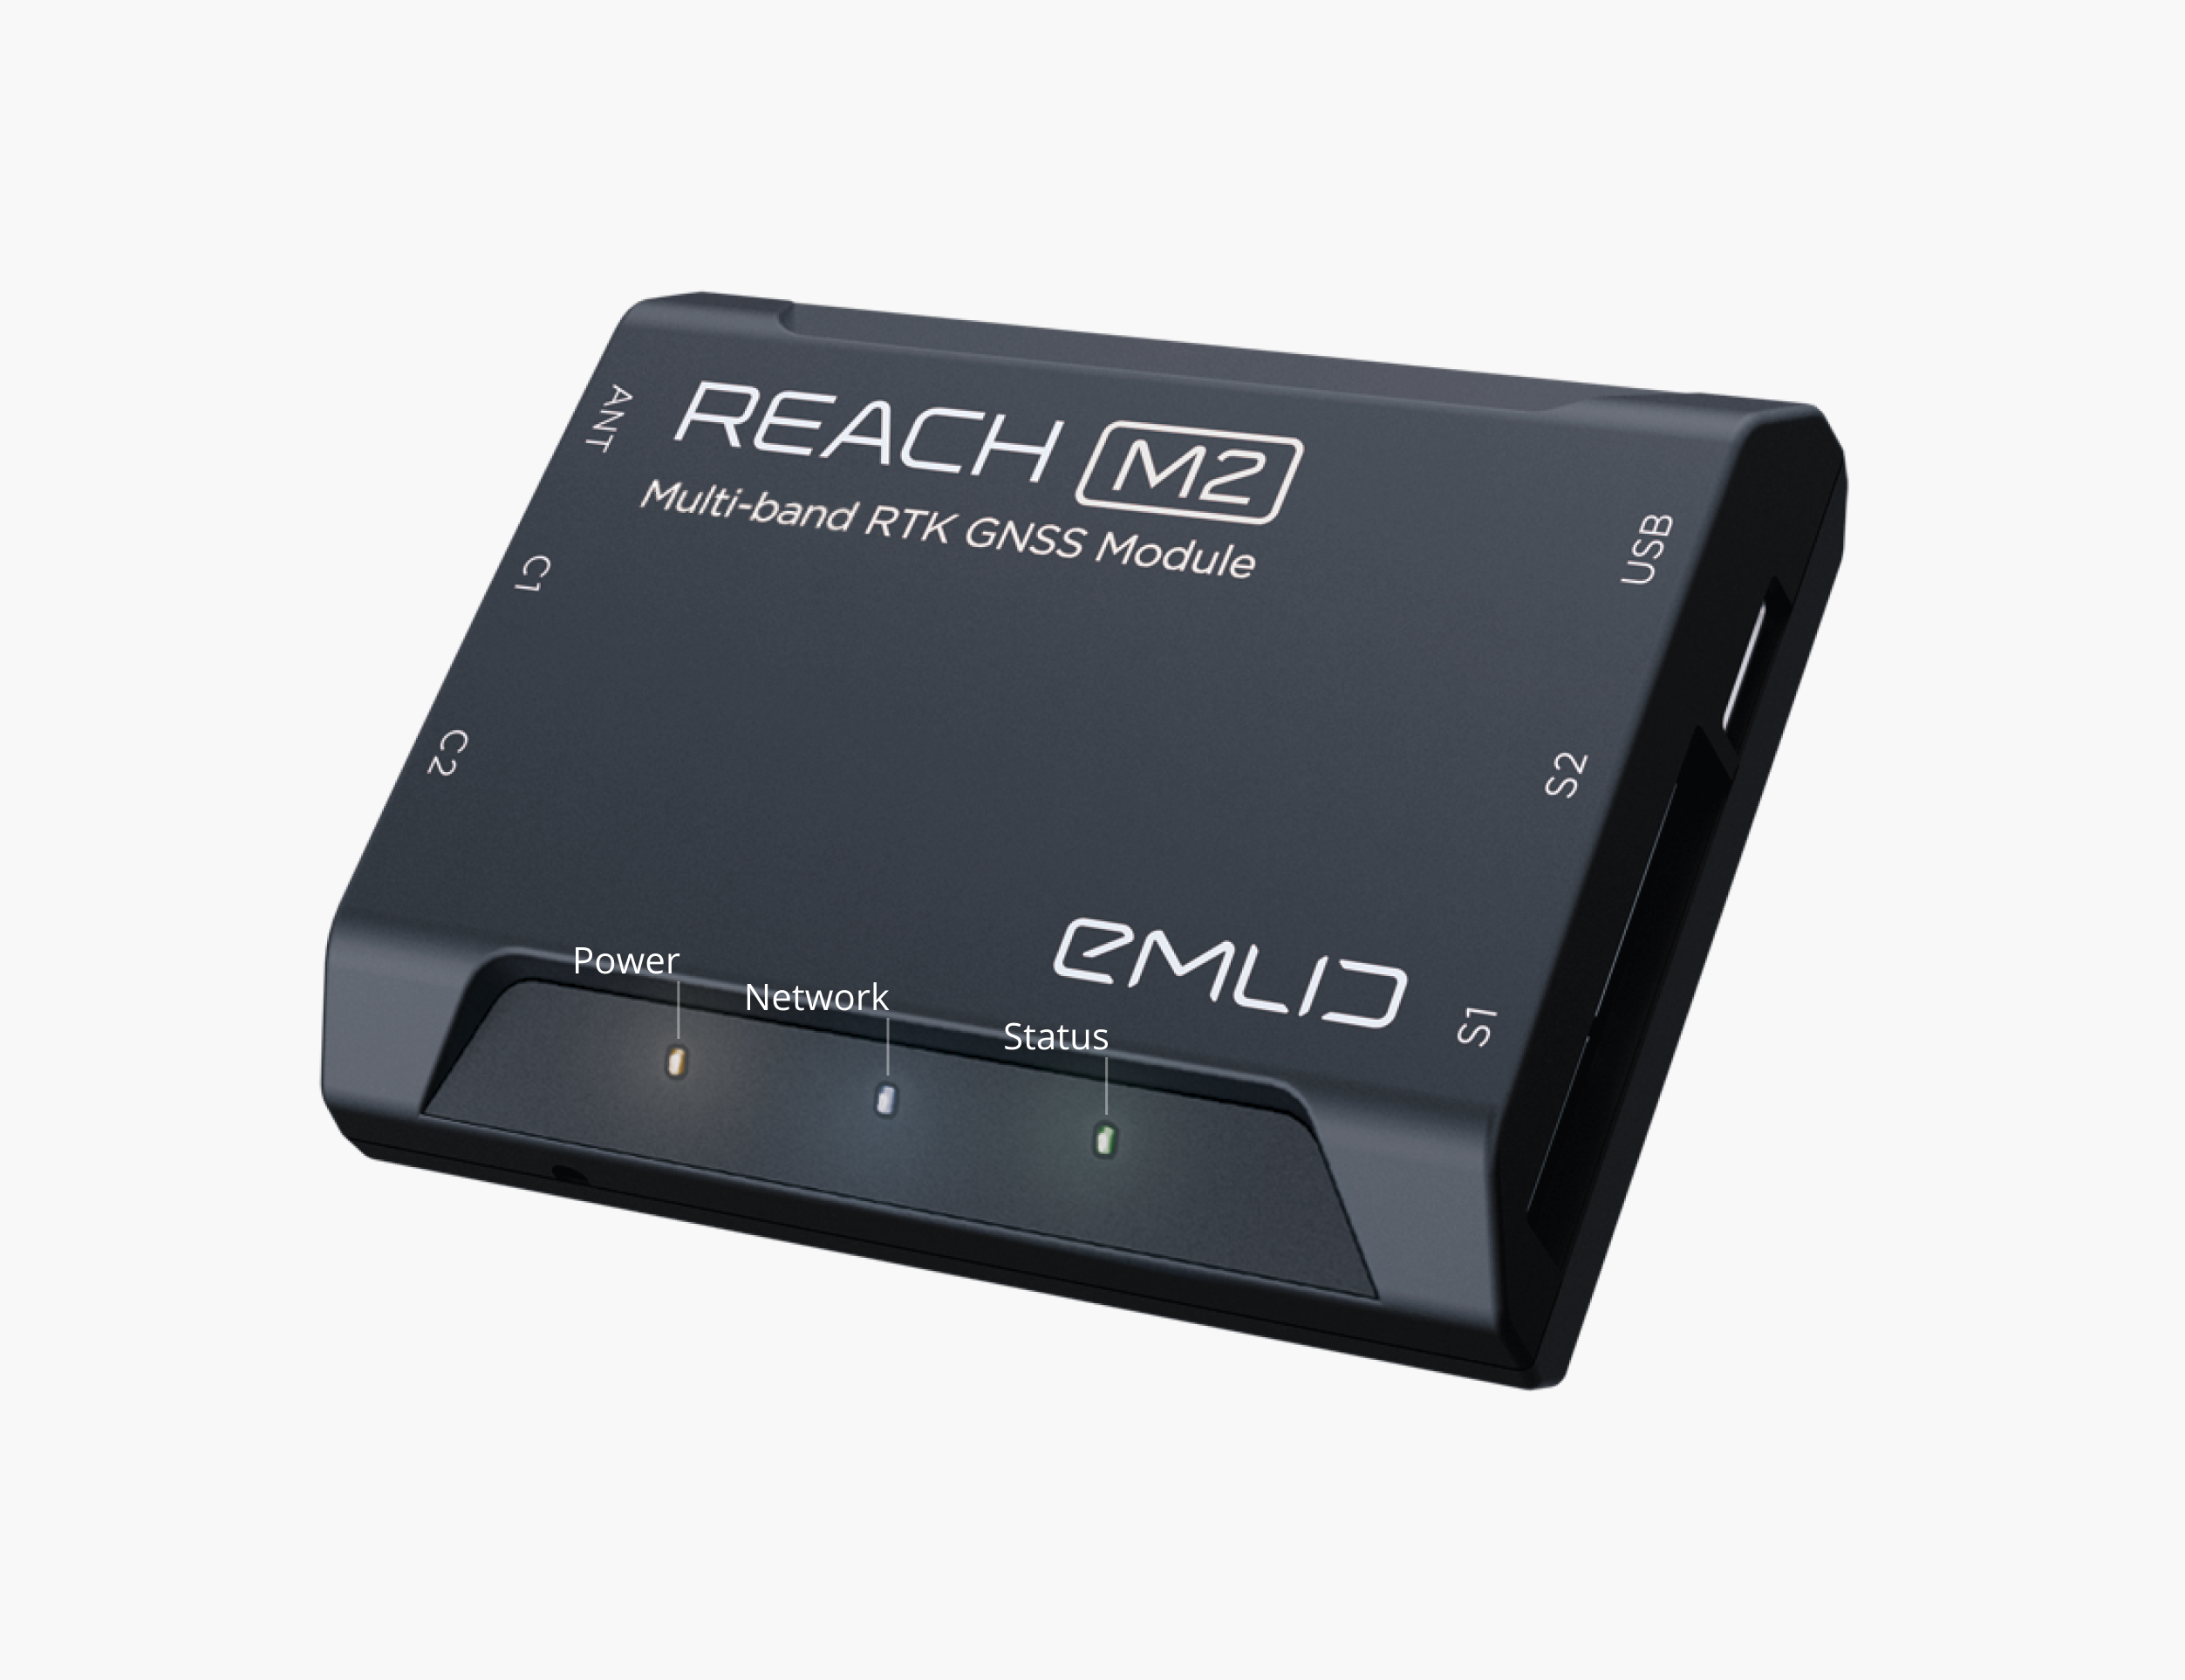 REACH M2
Multi-band RTK GNSS Module
ANT
C1
C2
USB
S2
S1
EMLID
Power
Network
Status